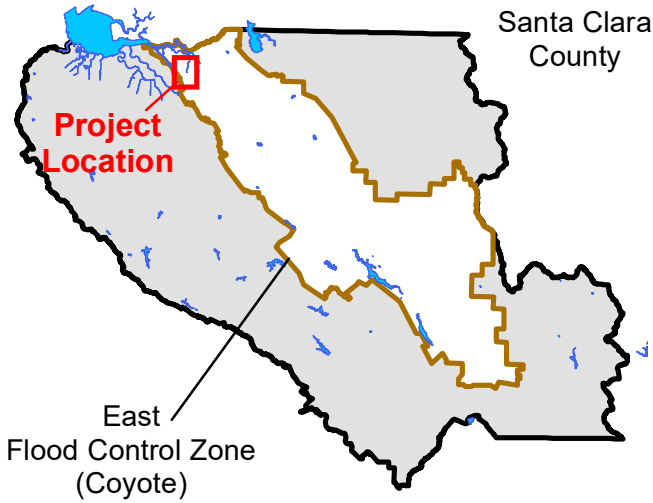 Santa Clara
County
Project
Location
East
Flood Control Zone
(Coyote)